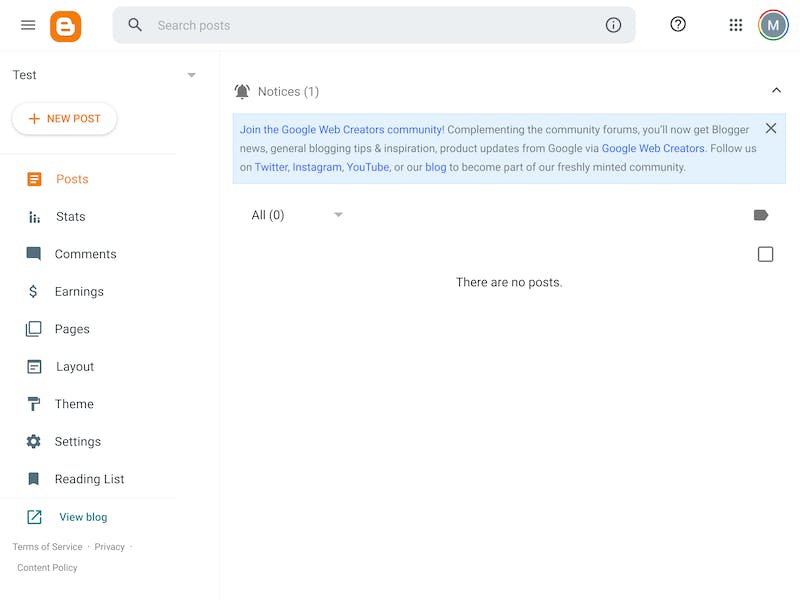 Search posts
M
Test
NEW POST
Posts
Stats
Comments
Earnings
Pages
Layout
Theme
Settings
Reading List
View blog
Terms of Service · Privacy ·
Content Policy
Notices (1)
Join the Google Web Creators community! Complementing the community forums, you'll now get Blogger
news, general blogging tips & inspiration, product updates from Google via Google Web Creators. Follow us
on Twitter, Instagram, YouTube, or our blog to become part of our freshly minted community.
All (0)
There are no posts.